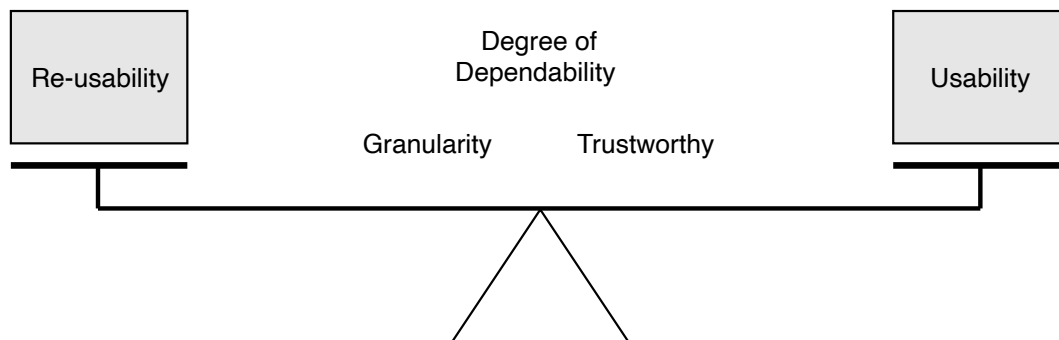 Degree of
Dependability
Re-usability
Usability
Granularity
Trustworthy